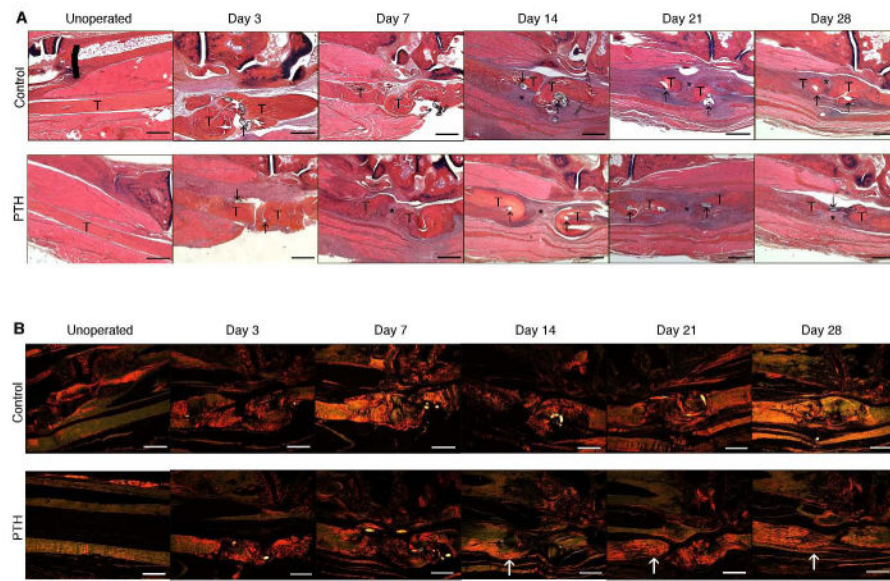 A
Unoperated Day 3 Day 7 Day 14 Day 21 Day 28
Control
T T T T T T T * T T * T T * T
PTH
T T T T * T T * T T * T T * T
B
Unoperated Day 3 Day 7 Day 14 Day 21 Day 28
Control
PTH